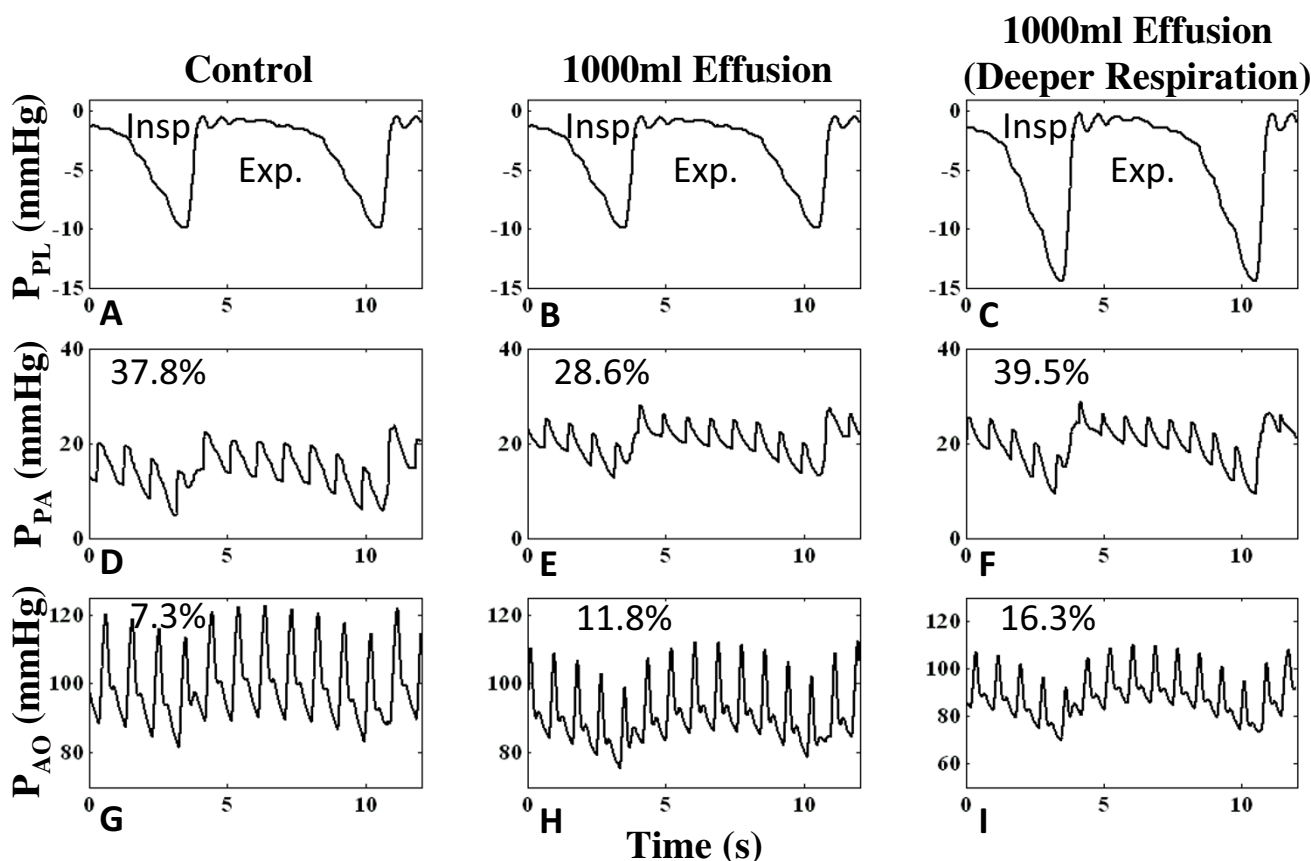 Control
1000ml Effusion
1000ml Effusion
(Deeper Respiration)
P_PL (mmHg)
0
-5
-10
-15
Insp
Exp.
0 5 10
A
0
-5
-10
-15
Insp
Exp.
0 5 10
B
0
-5
-10
-15
Insp
Exp.
0 5 10
C
P_PA (mmHg)
40
20
0
37.8%
0 5 10
D
40
20
0
28.6%
0 5 10
E
40
20
0
39.5%
0 5 10
F
P_AO (mmHg)
120
100
80
7.3%
0 5 10
G
120
100
80
11.8%
0 5 10
H
120
100
80
60
16.3%
0 5 10
I
Time (s)